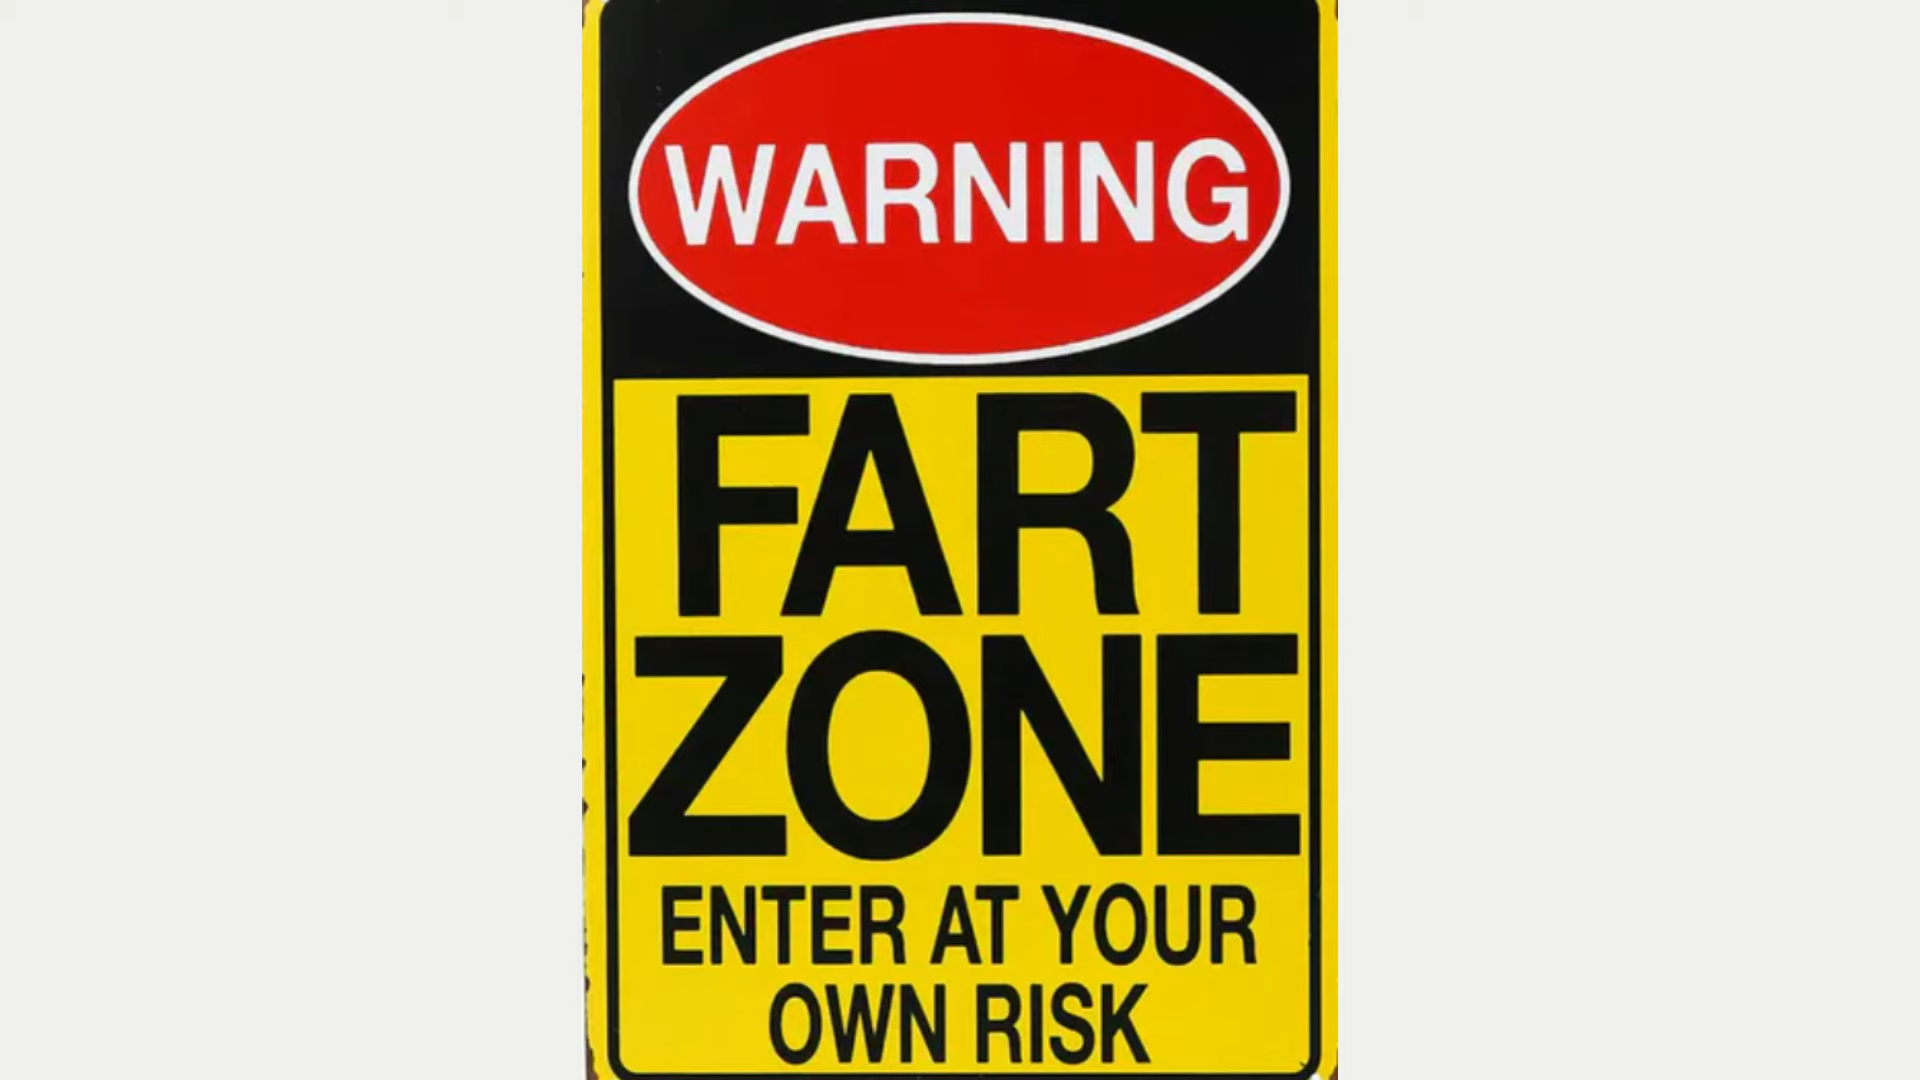 WARNING
FART
ZONE
ENTER AT YOUR
OWN RISK